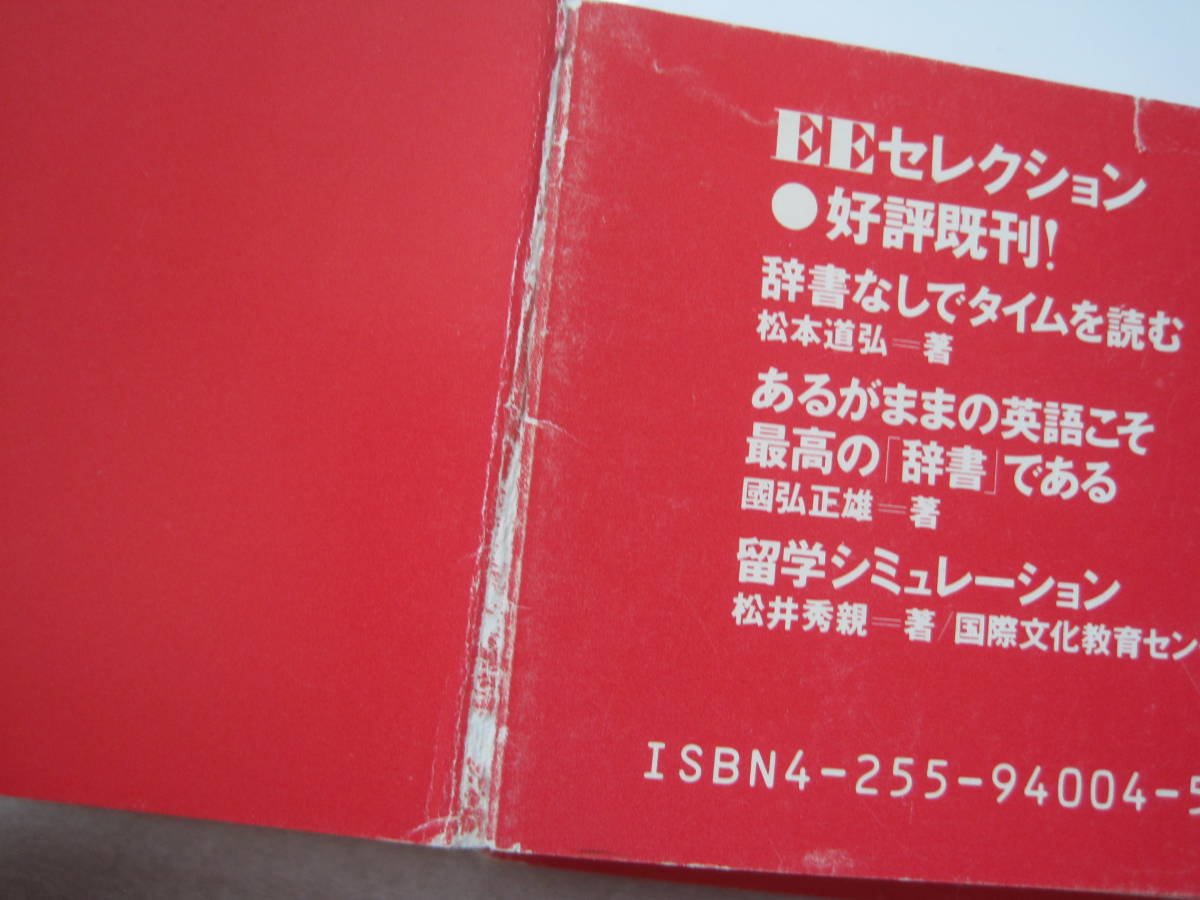 EEセレクション
●好評既刊!
辞書なしでタイムを読む
松本道弘=著
あるがままの英語こそ
最高の「辞書」である
國弘正雄=著
留学シミュレーション
松井秀親=著/国際文化教育セン
ISBN4-255-94004-5